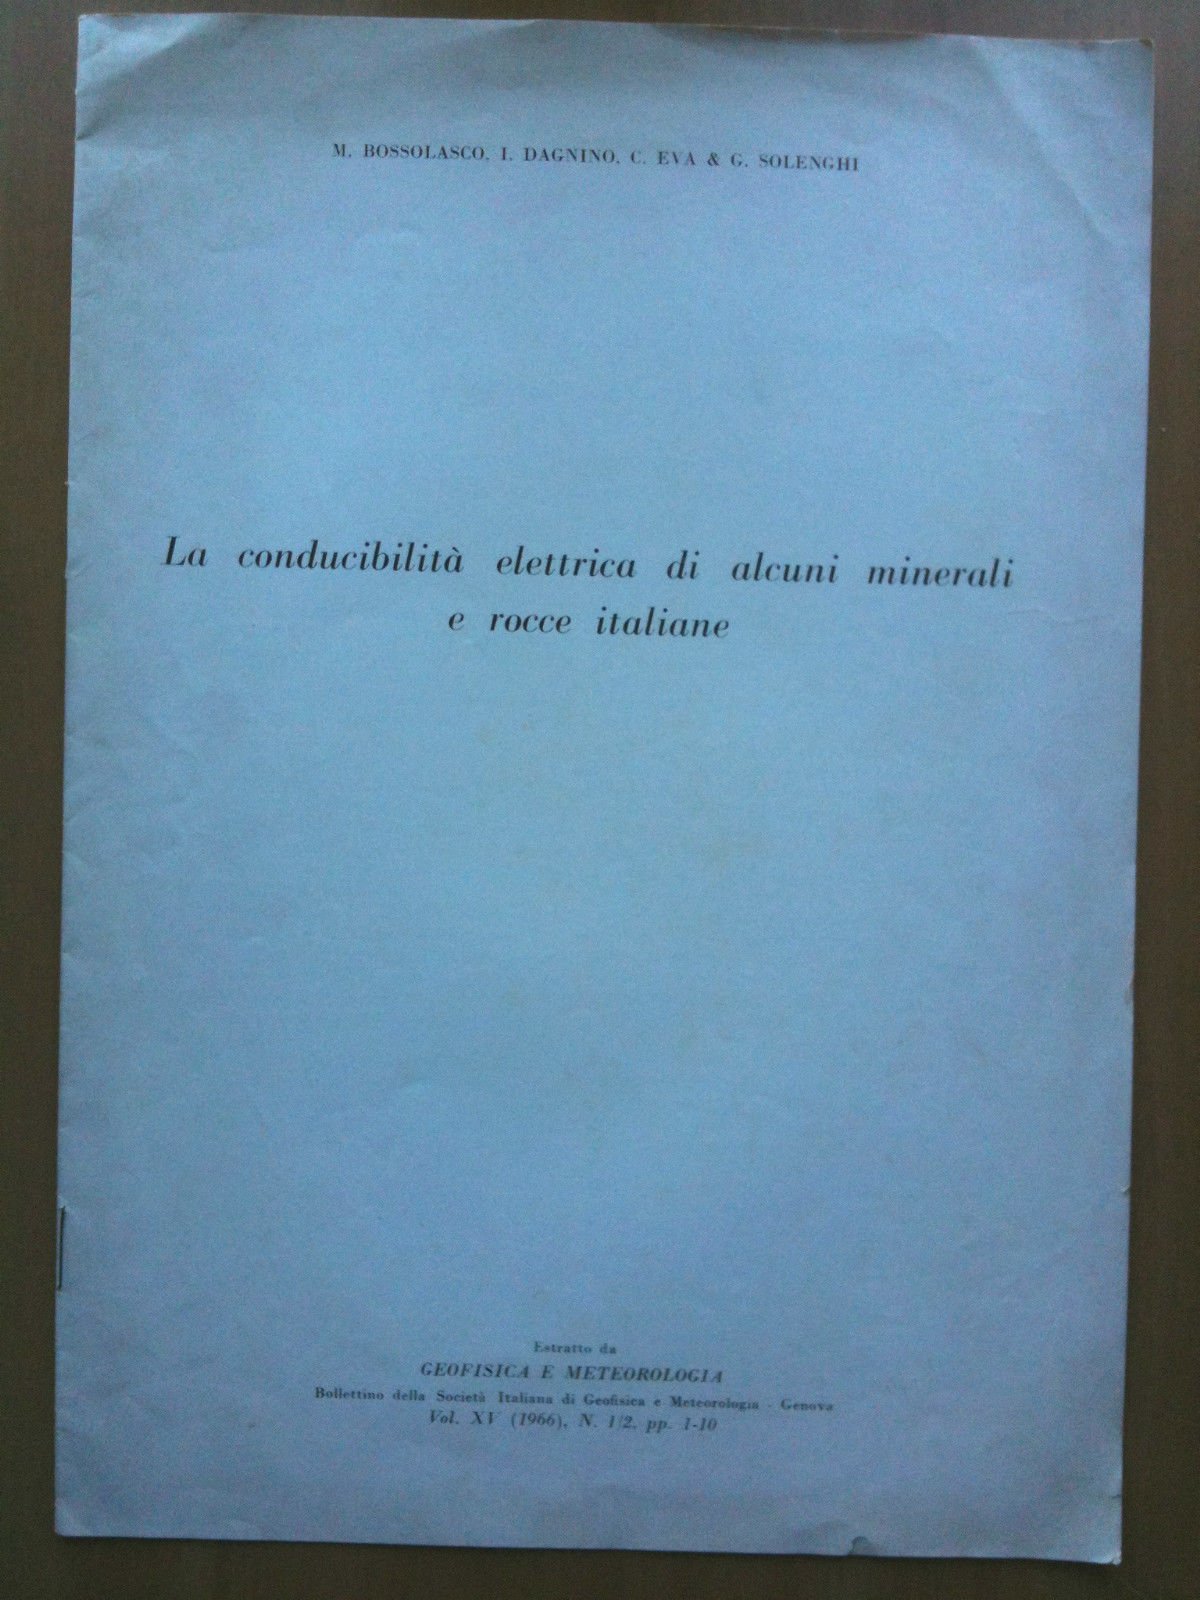 M. BOSSOLASCO, I. DAGNINO, C. EVA & G. SOLENGHI
La conducibilità elettrica di alcuni minerali
e rocce italiane
Estratto da
GEOFISICA E METEOROLOGIA
Bollettino della Società Italiana di Geofisica e Meteorologia - Genova
Vol. XV (1966), N. 1/2, pp. 1-10